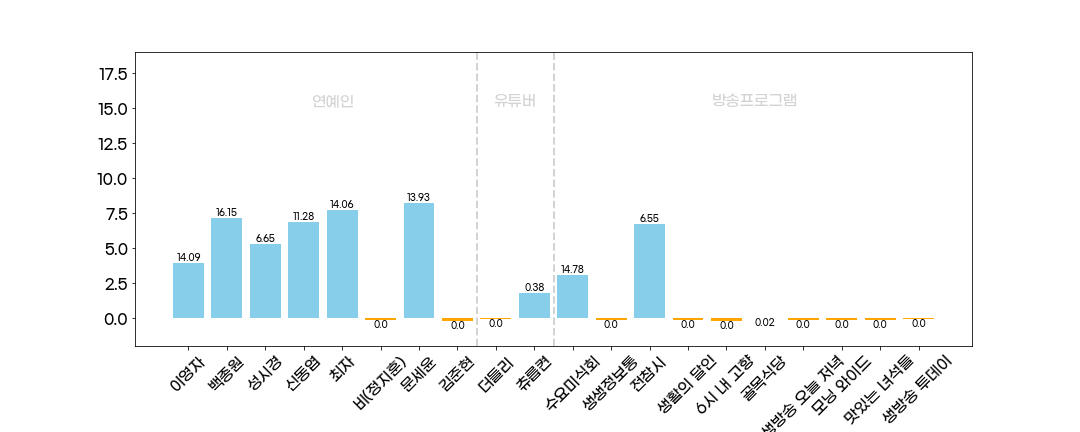 17.5
15.0
12.5
10.0
7.5
5.0
2.5
0.0
연예인
유튜버
방송프로그램
14.09
16.15
6.65
11.28
14.06
0.0
13.93
0.0
0.0
0.38
14.78
0.0
6.55
0.0
0.0
0.02
0.0
0.0
0.0
0.0
이영자
백종원
성시경
신동엽
최자
비(정지훈)
문세윤
김준현
더들리
츄릅켠
수요미식회
생생정보통
전참시
생활의 달인
6시 내 고향
골목식당
생방송 오늘 저녁
모닝 와이드
맛있는 녀석들
생방송 투데이